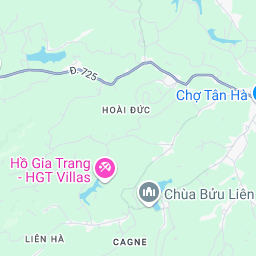 Đ-725
Chợ Tân Hà
HOÀI ĐỨC
Hồ Gia Trang
- HGT Villas
Chùa Bửu Liên
LIÊN HÀ
CAGNE